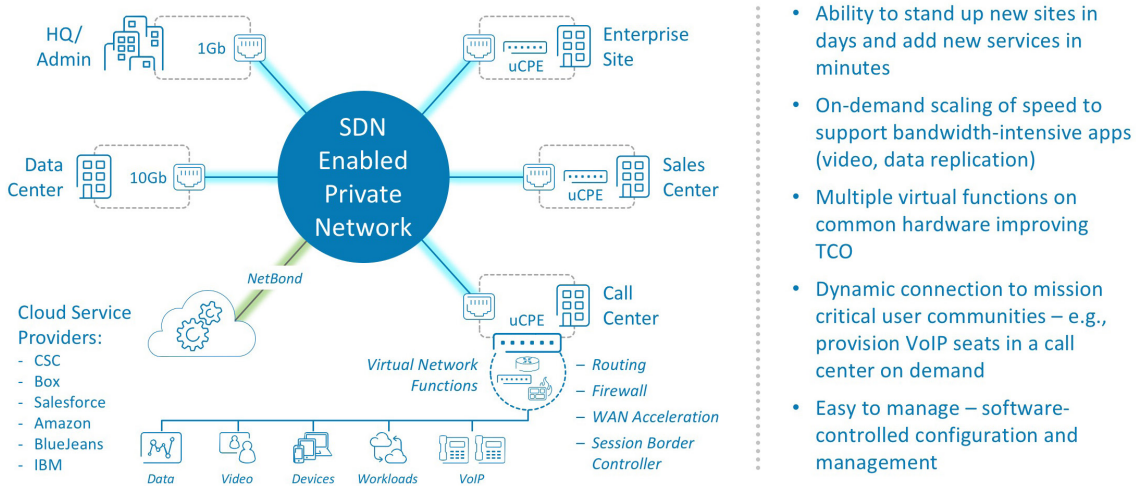 HQ/
Admin
1Gb
uCPE
Enterprise
Site
SDN
Enabled
Private
Network
Data
Center
10Gb
uCPE
Sales
Center
NetBond
uCPE
Call
Center
Cloud Service
Providers:
- CSC
- Box
- Salesforce
- Amazon
- BlueJeans
- IBM
Virtual Network
Functions
– Routing
– Firewall
– WAN Acceleration
– Session Border
Controller
Data
Video
Devices
Workloads
VoIP
• Ability to stand up new sites in
days and add new services in
minutes
• On-demand scaling of speed to
support bandwidth-intensive apps
(video, data replication)
• Multiple virtual functions on
common hardware improving
TCO
• Dynamic connection to mission
critical user communities – e.g.,
provision VoIP seats in a call
center on demand
• Easy to manage – software-
controlled configuration and
management